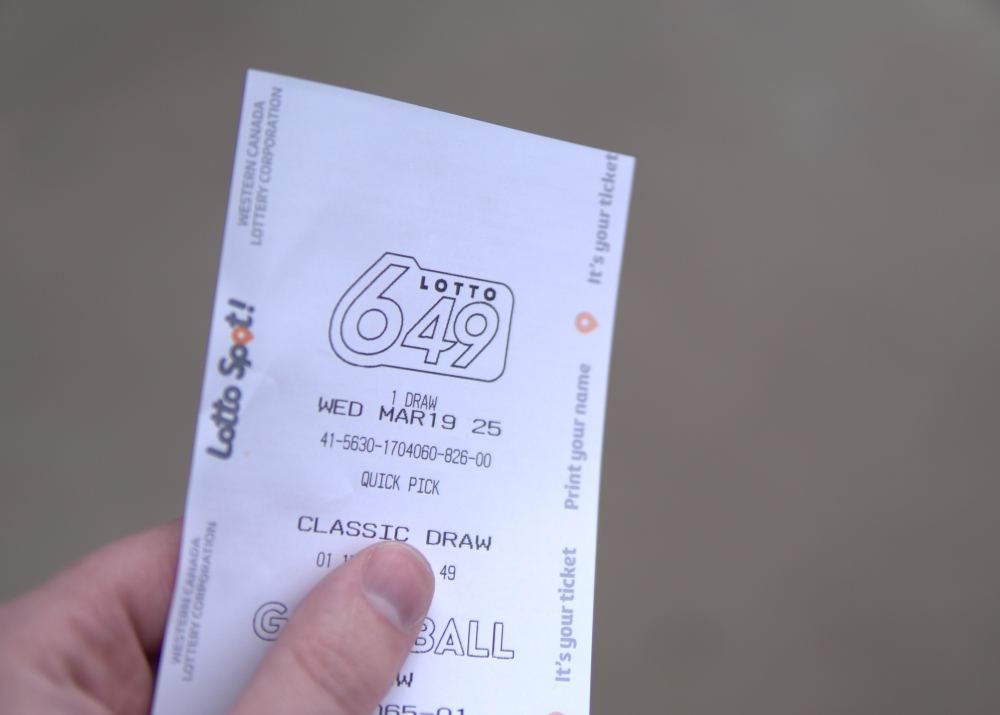 WESTERN CANADA
LOTTERY CORPORATION
Lotto Spot!
WESTERN CANADA
LOTTERY CORPORATION
LOTTO
649
1 DRAW
WED MAR19 25
41-5630-1704060-826-00
QUICK PICK
CLASSIC DRAW
01 49
BALL
065-01
It's your ticket
Print your name
It's your ticket